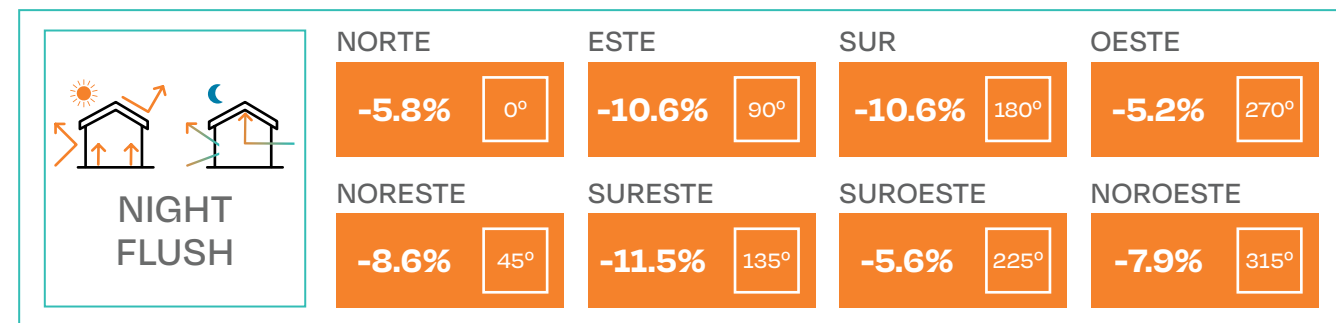 NIGHT
FLUSH
NORTE
-5.8% 0º
ESTE
-10.6% 90º
SUR
-10.6% 180º
OESTE
-5.2% 270º
NORESTE
-8.6% 45º
SURESTE
-11.5% 135º
SUROESTE
-5.6% 225º
NOROESTE
-7.9% 315º